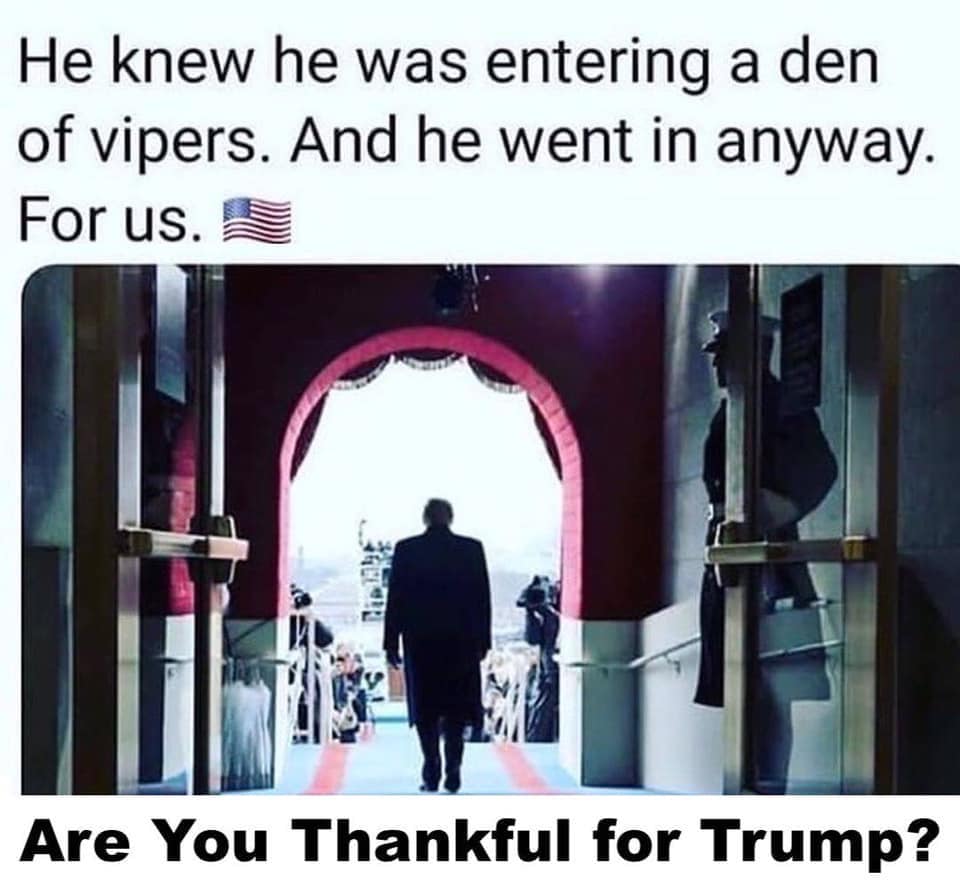 He knew he was entering a den
of vipers. And he went in anyway.
For us. 🇺🇸
Are You Thankful for Trump?